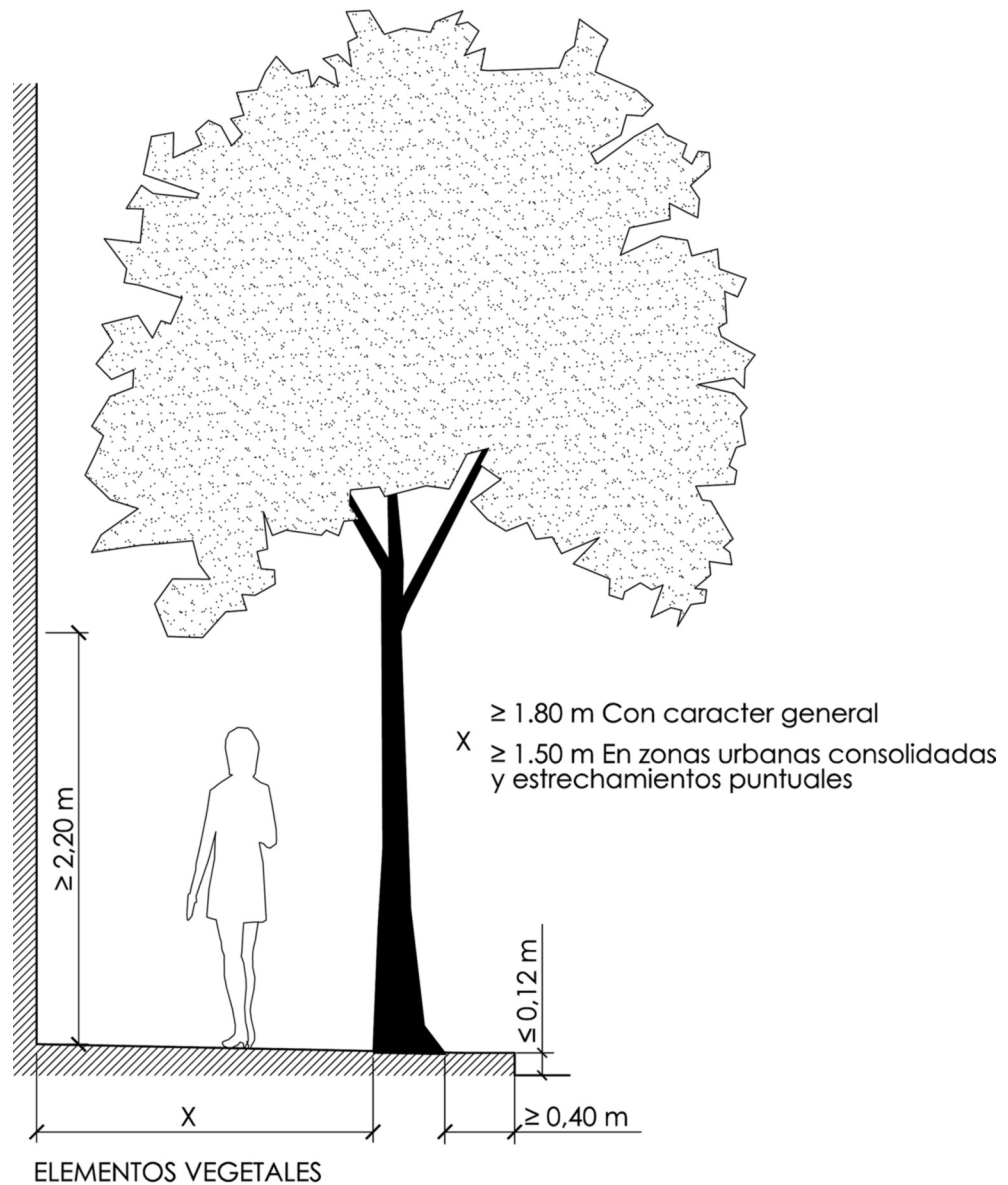 ≥ 2,20 m
≥ 1.80 m Con caracter general
X
≥ 1.50 m En zonas urbanas consolidadas
y estrechamientos puntuales
≤ 0,12 m
X
≥ 0,40 m
ELEMENTOS VEGETALES